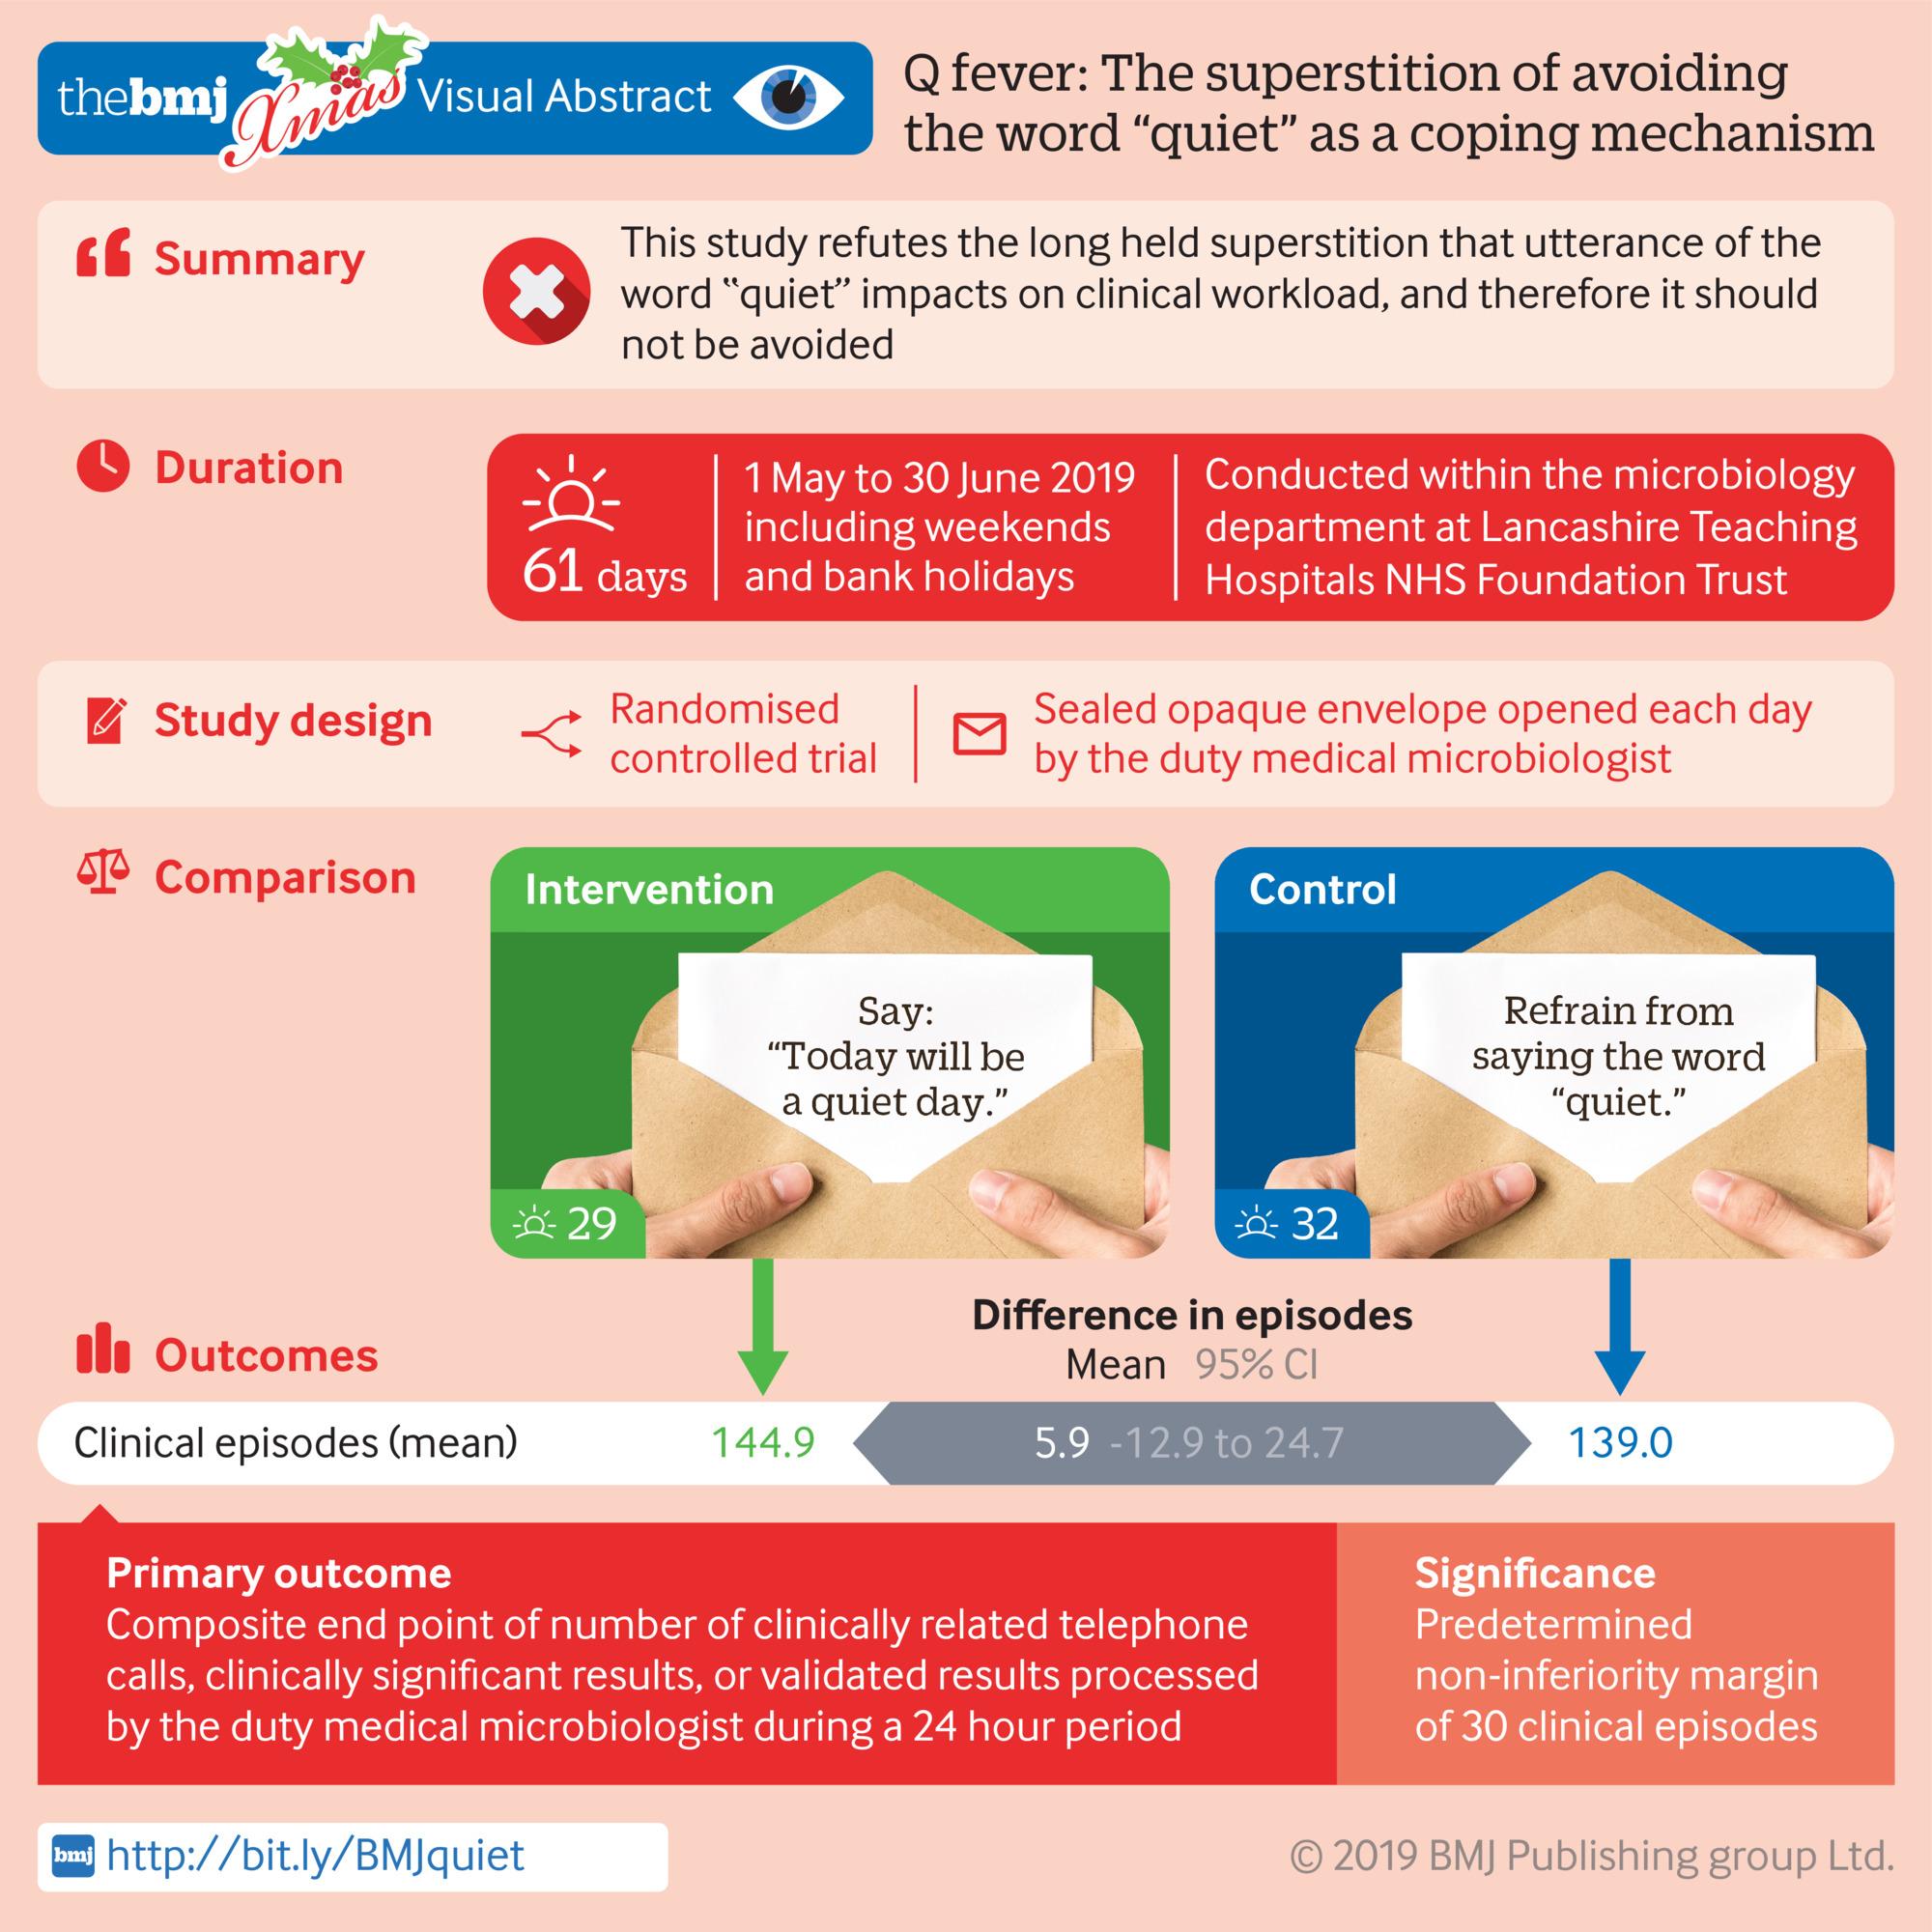 thebmj Xmas Visual Abstract
Q fever: The superstition of avoiding
the word “quiet” as a coping mechanism
Summary
This study refutes the long held superstition that utterance of the
word “quiet” impacts on clinical workload, and therefore it should
not be avoided
Duration
61 days
1 May to 30 June 2019
including weekends
and bank holidays
Conducted within the microbiology
department at Lancashire Teaching
Hospitals NHS Foundation Trust
Study design
Randomised
controlled trial
Sealed opaque envelope opened each day
by the duty medical microbiologist
Comparison
Intervention
Say:
“Today will be
a quiet day.”
29
Control
Refrain from
saying the word
“quiet.”
32
Outcomes
Difference in episodes
Mean 95% CI
Clinical episodes (mean) 144.9 5.9 -12.9 to 24.7 139.0
Primary outcome
Composite end point of number of clinically related telephone
calls, clinically significant results, or validated results processed
by the duty medical microbiologist during a 24 hour period
Significance
Predetermined
non-inferiority margin
of 30 clinical episodes
bmj http://bit.ly/BMJquiet
© 2019 BMJ Publishing group Ltd.